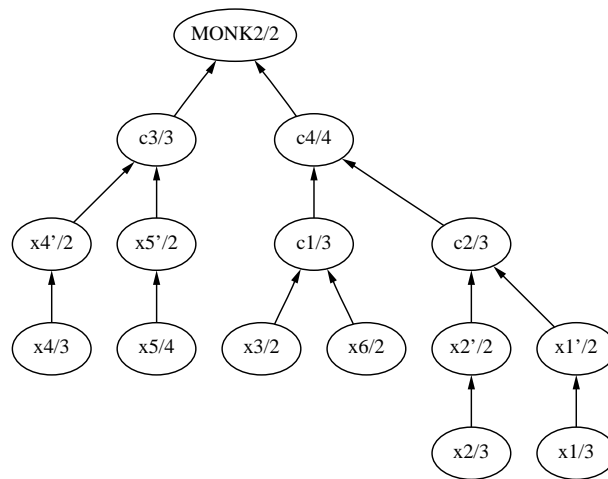 MONK2/2
c3/3 c4/4
x4’/2 x5’/2 c1/3 c2/3
x4/3 x5/4 x3/2 x6/2 x2’/2 x1’/2
x2/3 x1/3